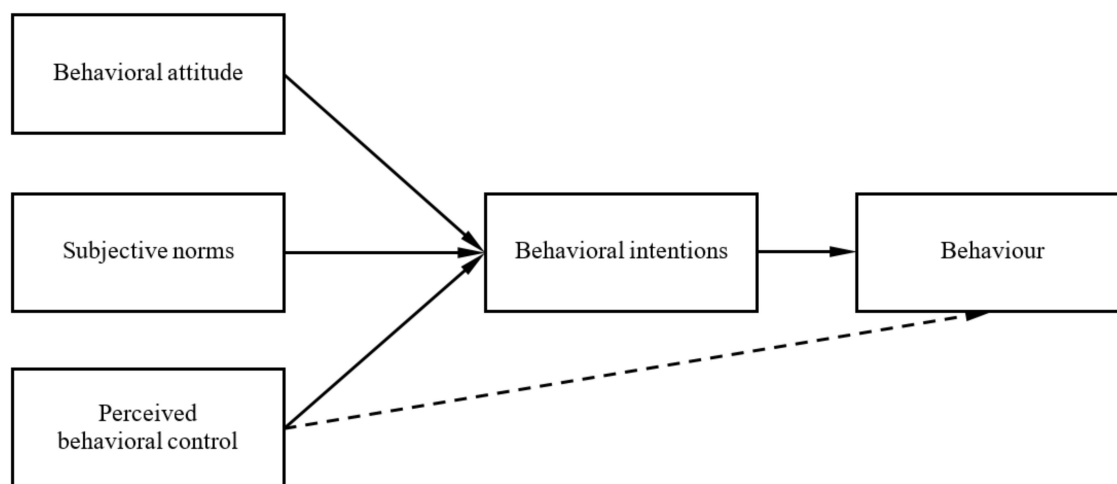 Behavioral attitude
Subjective norms
Behavioral intentions
Behaviour
Perceived
behavioral control